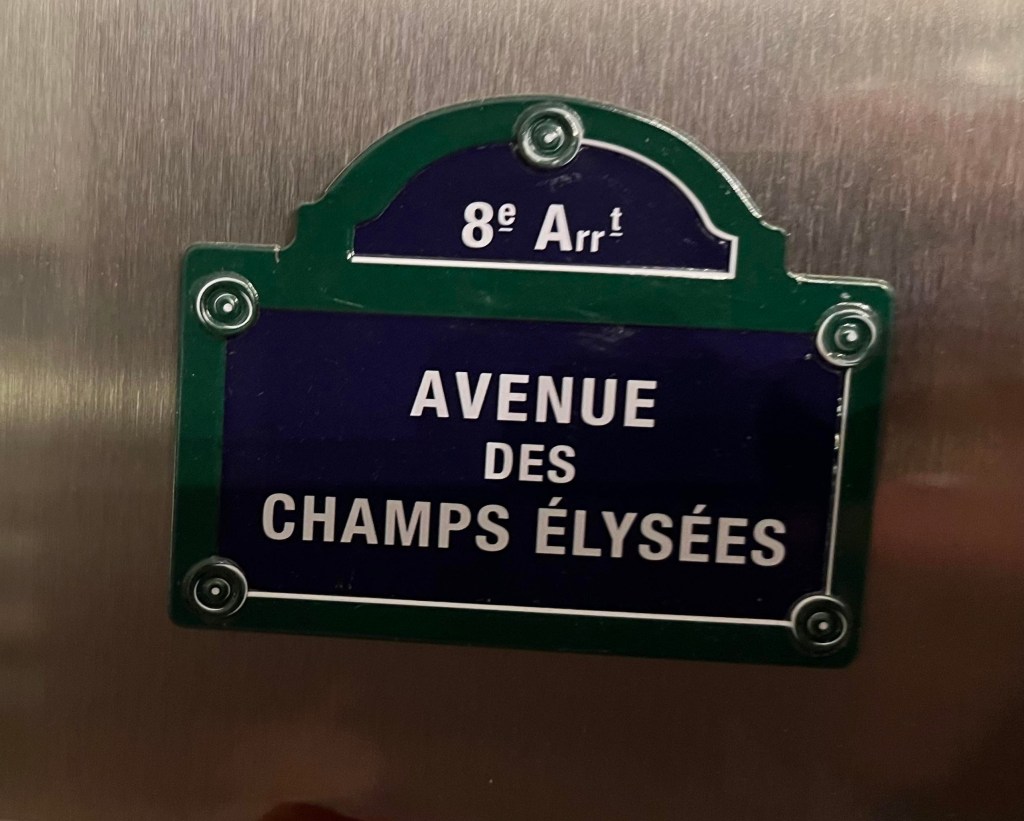 8ᵉ Arrᵗ
AVENUE
DES
CHAMPS ÉLYSÉES